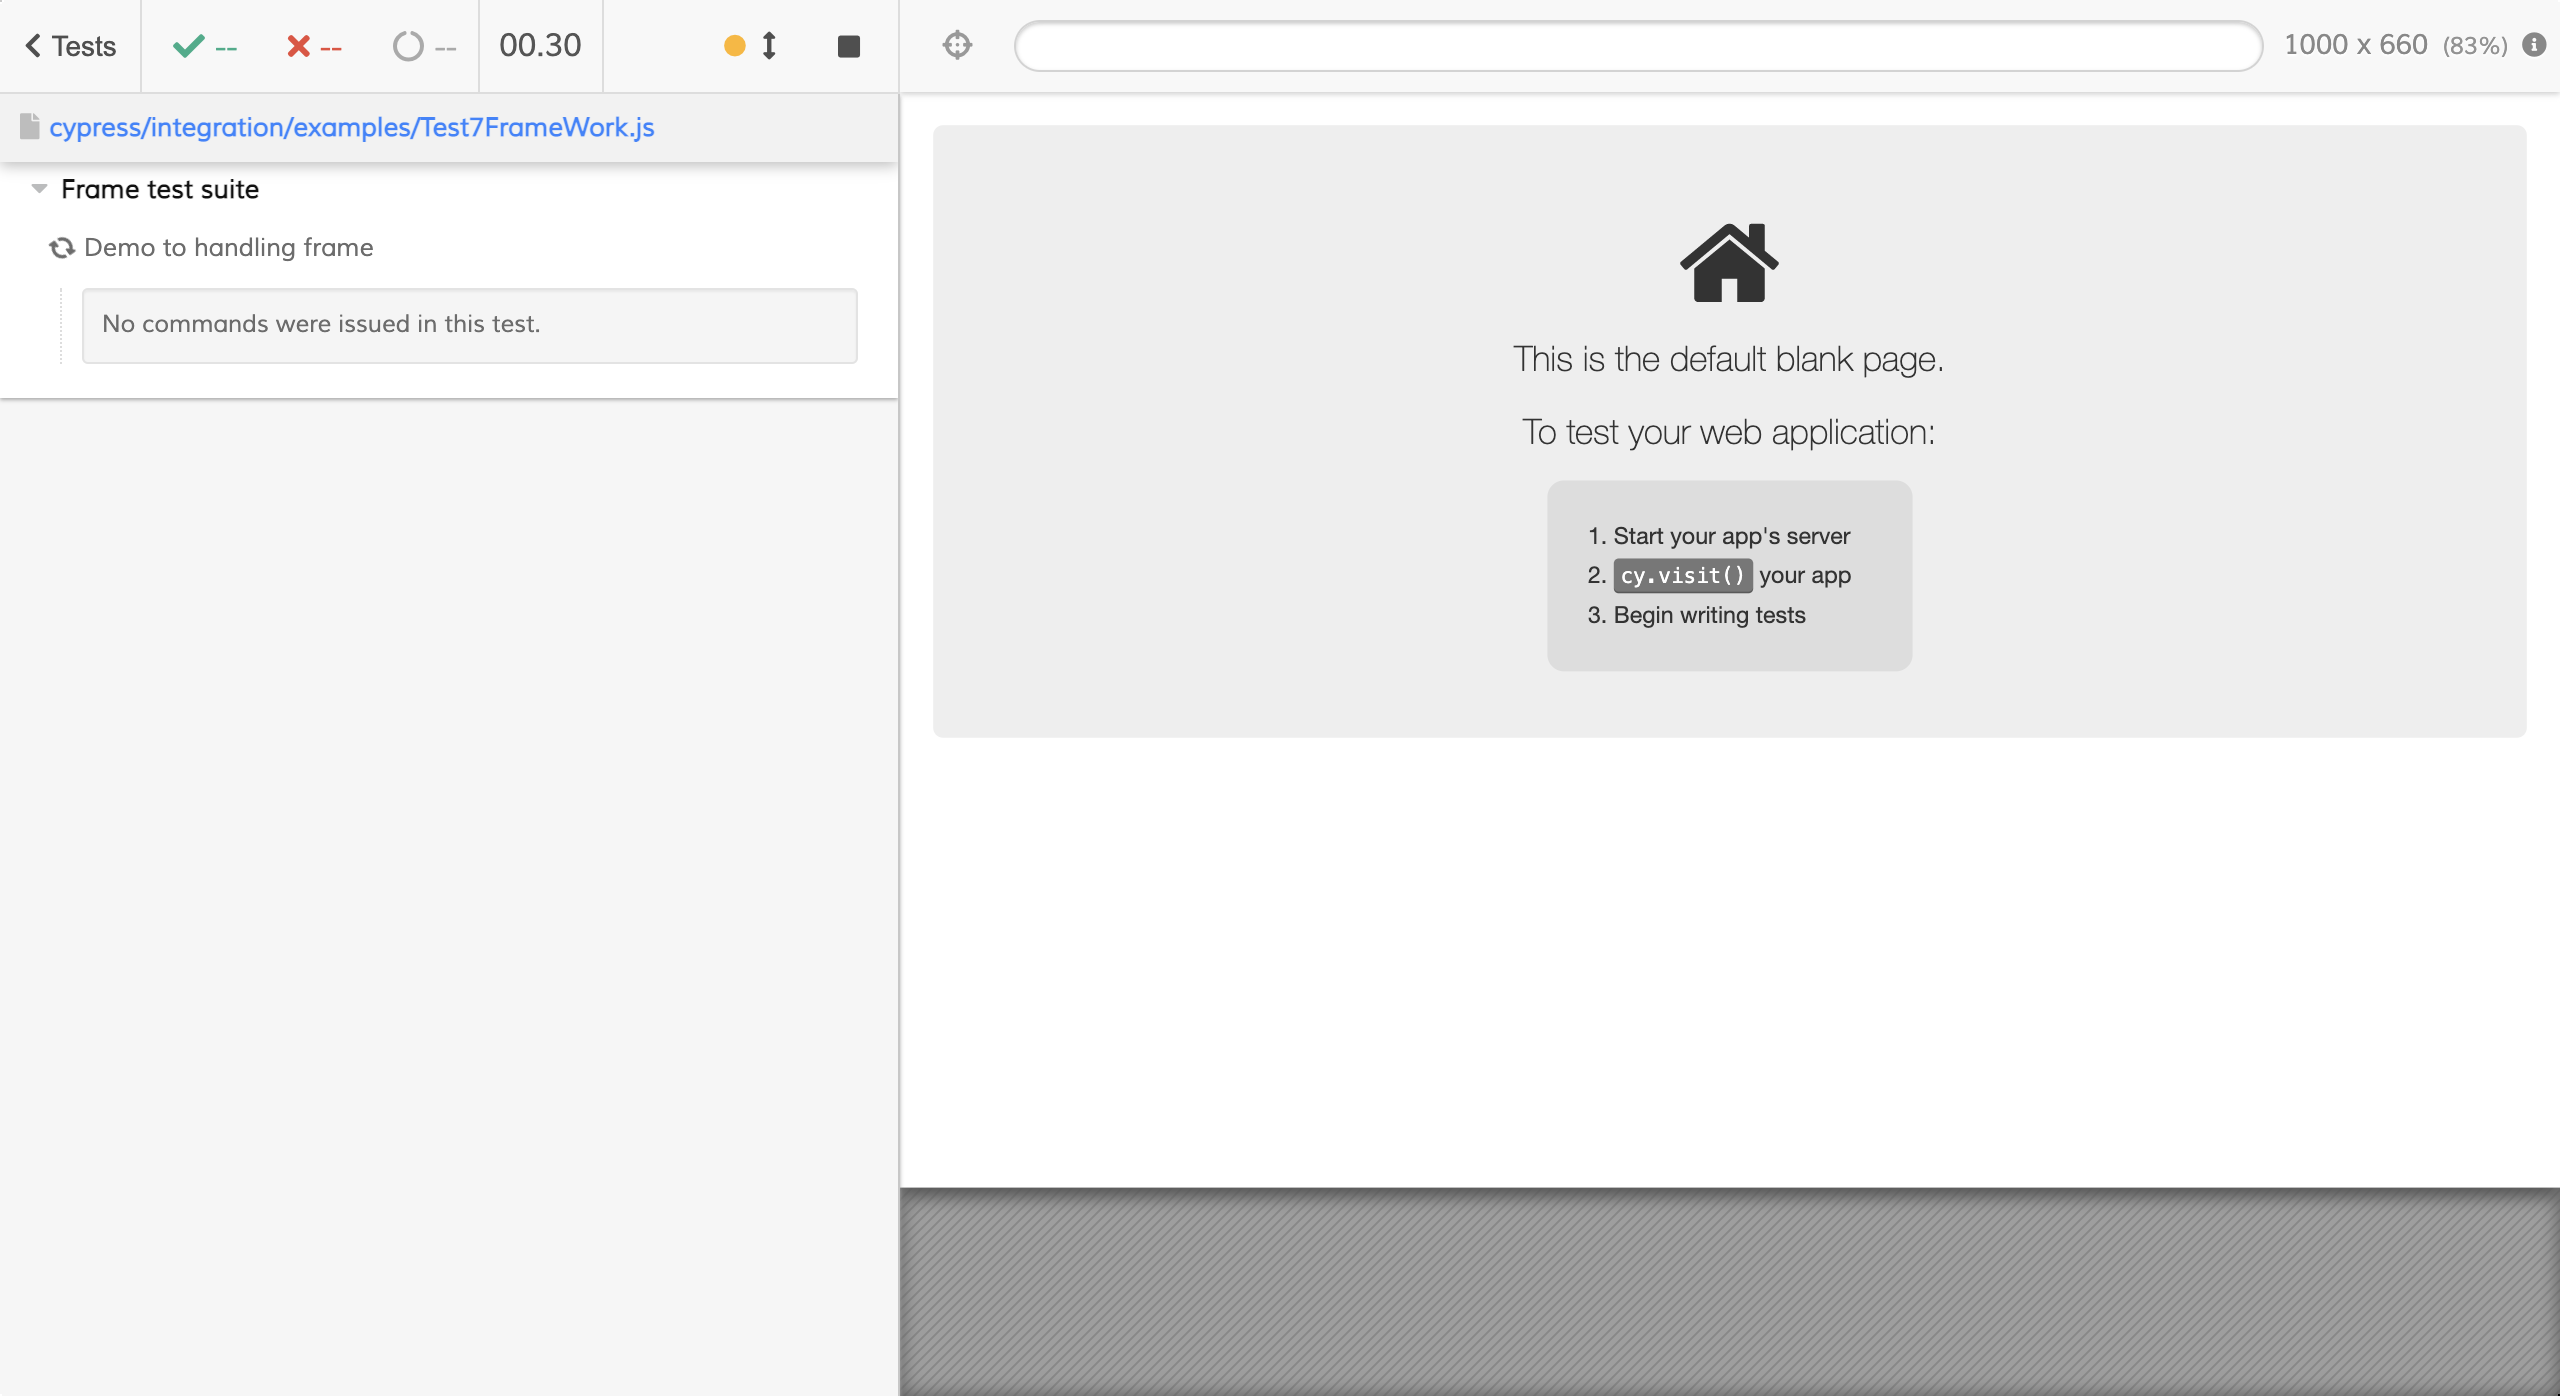 Tests
--
--
--
00.30
1000 x 660 (83%)
cypress/integration/examples/Test7FrameWork.js
Frame test suite
Demo to handling frame
No commands were issued in this test.
This is the default blank page.
To test your web application:
1. Start your app's server
2. cy.visit() your app
3. Begin writing tests